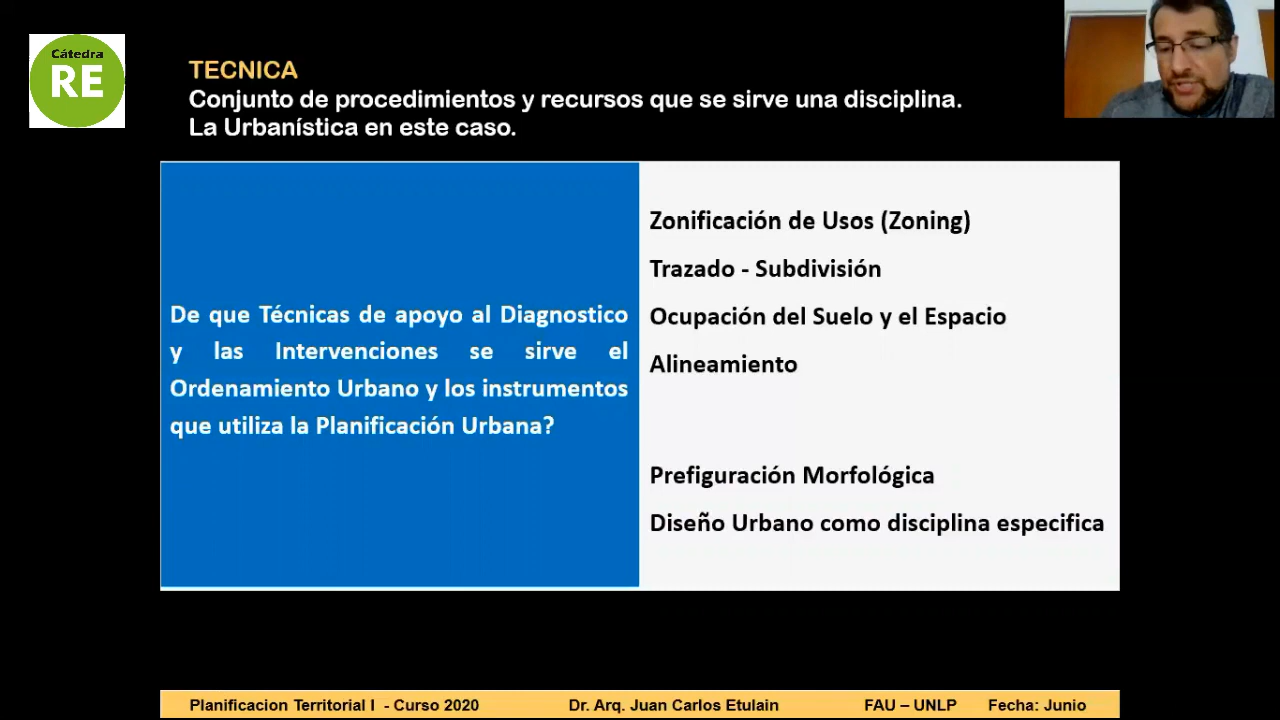 Cátedra
RE
TECNICA
Conjunto de procedimientos y recursos que se sirve una disciplina.
La Urbanística en este caso.
De que Técnicas de apoyo al Diagnostico
y las Intervenciones se sirve el
Ordenamiento Urbano y los instrumentos
que utiliza la Planificación Urbana?
Zonificación de Usos (Zoning)
Trazado - Subdivisión
Ocupación del Suelo y el Espacio
Alineamiento
Prefiguración Morfológica
Diseño Urbano como disciplina especifica
Planificacion Territorial I - Curso 2020 Dr. Arq. Juan Carlos Etulain FAU – UNLP Fecha: Junio